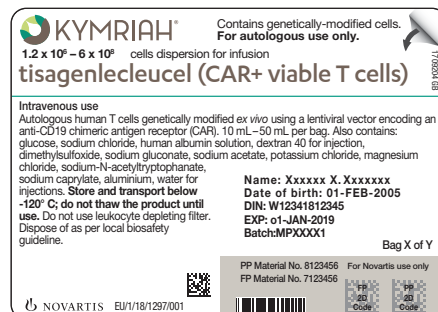 KYMRIAH®
Contains genetically-modified cells.
For autologous use only.
1.2 x 10⁶ – 6 x 10⁸ cells dispersion for infusion
tisagenlecleucel (CAR+ viable T cells)
1709204 GB
Intravenous use
Autologous human T cells genetically modified ex vivo using a lentiviral vector encoding an
anti-CD19 chimeric antigen receptor (CAR). 10 mL–50 mL per bag. Also contains:
glucose, sodium chloride, human albumin solution, dextran 40 for injection,
dimethylsulfoxide, sodium gluconate, sodium acetate, potassium chloride, magnesium
chloride, sodium-N-acetyltryptophanate,
sodium caprylate, aluminium, water for
injections. Store and transport below
-120° C; do not thaw the product until
use. Do not use leukocyte depleting filter.
Dispose of as per local biosafety
guideline.
Name: Xxxxxx X. Xxxxxxx
Date of birth: 01-FEB-2005
DIN: W12341812345
EXP: o1-JAN-2019
Batch:MPXXXX1
Bag X of Y
PP Material No. 8123456 For Novartis use only
FP Material No. 7123456
FP
2D
Code
PP
2D
Code
NOVARTIS EU/1/18/1297/001